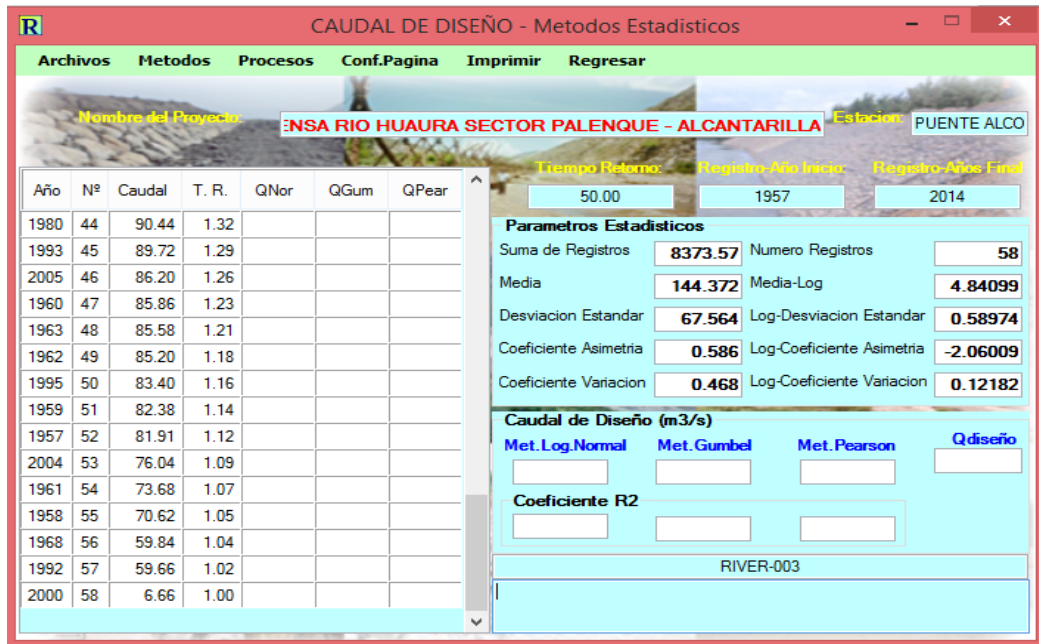 R
CAUDAL DE DISEÑO - Metodos Estadisticos
Archivos Metodos Procesos Conf.Pagina Imprimir Regresar
Nombre del Proyecto: ENSA RIO HUAURA SECTOR PALENQUE - ALCANTARILLA Estacion: PUENTE ALCO
Tiempo Retorno: Registro-Año Inicio: Registro-Años Final
50.00 1957 2014
Año Nº Caudal T. R. QNor QGum QPear
1980 44 90.44 1.32
1993 45 89.72 1.29
2005 46 86.20 1.26
1960 47 85.86 1.23
1963 48 85.58 1.21
1962 49 85.20 1.18
1995 50 83.40 1.16
1959 51 82.38 1.14
1957 52 81.91 1.12
2004 53 76.04 1.09
1961 54 73.68 1.07
1958 55 70.62 1.05
1968 56 59.84 1.04
1992 57 59.66 1.02
2000 58 6.66 1.00
Parametros Estadisticos
Suma de Registros 8373.57 Numero Registros 58
Media 144.372 Media-Log 4.84099
Desviacion Estandar 67.564 Log-Desviacion Estandar 0.58974
Coeficiente Asimetria 0.586 Log-Coeficiente Asimetria -2.06009
Coeficiente Variacion 0.468 Log-Coeficiente Variacion 0.12182
Caudal de Diseño (m3/s)
Met.Log.Normal Met.Gumbel Met.Pearson Qdiseño
Coeficiente R2
RIVER-003